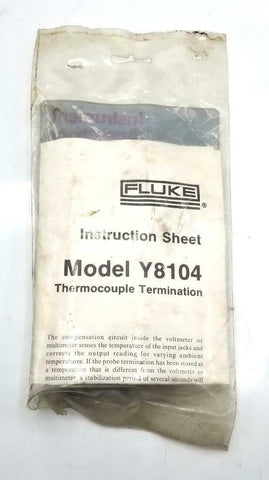 Instrument
FLUKE
®
Instruction Sheet
Model Y8104
Thermocouple Termination
The compensation circuit inside the voltmeter or
multimeter senses the temperature of the input jacks and
corrects the output reading for varying ambient
temperatures. If the probe termination has been stored at
a temperature that is different from the voltmeter or
multimeter, a stabilization period of several seconds will